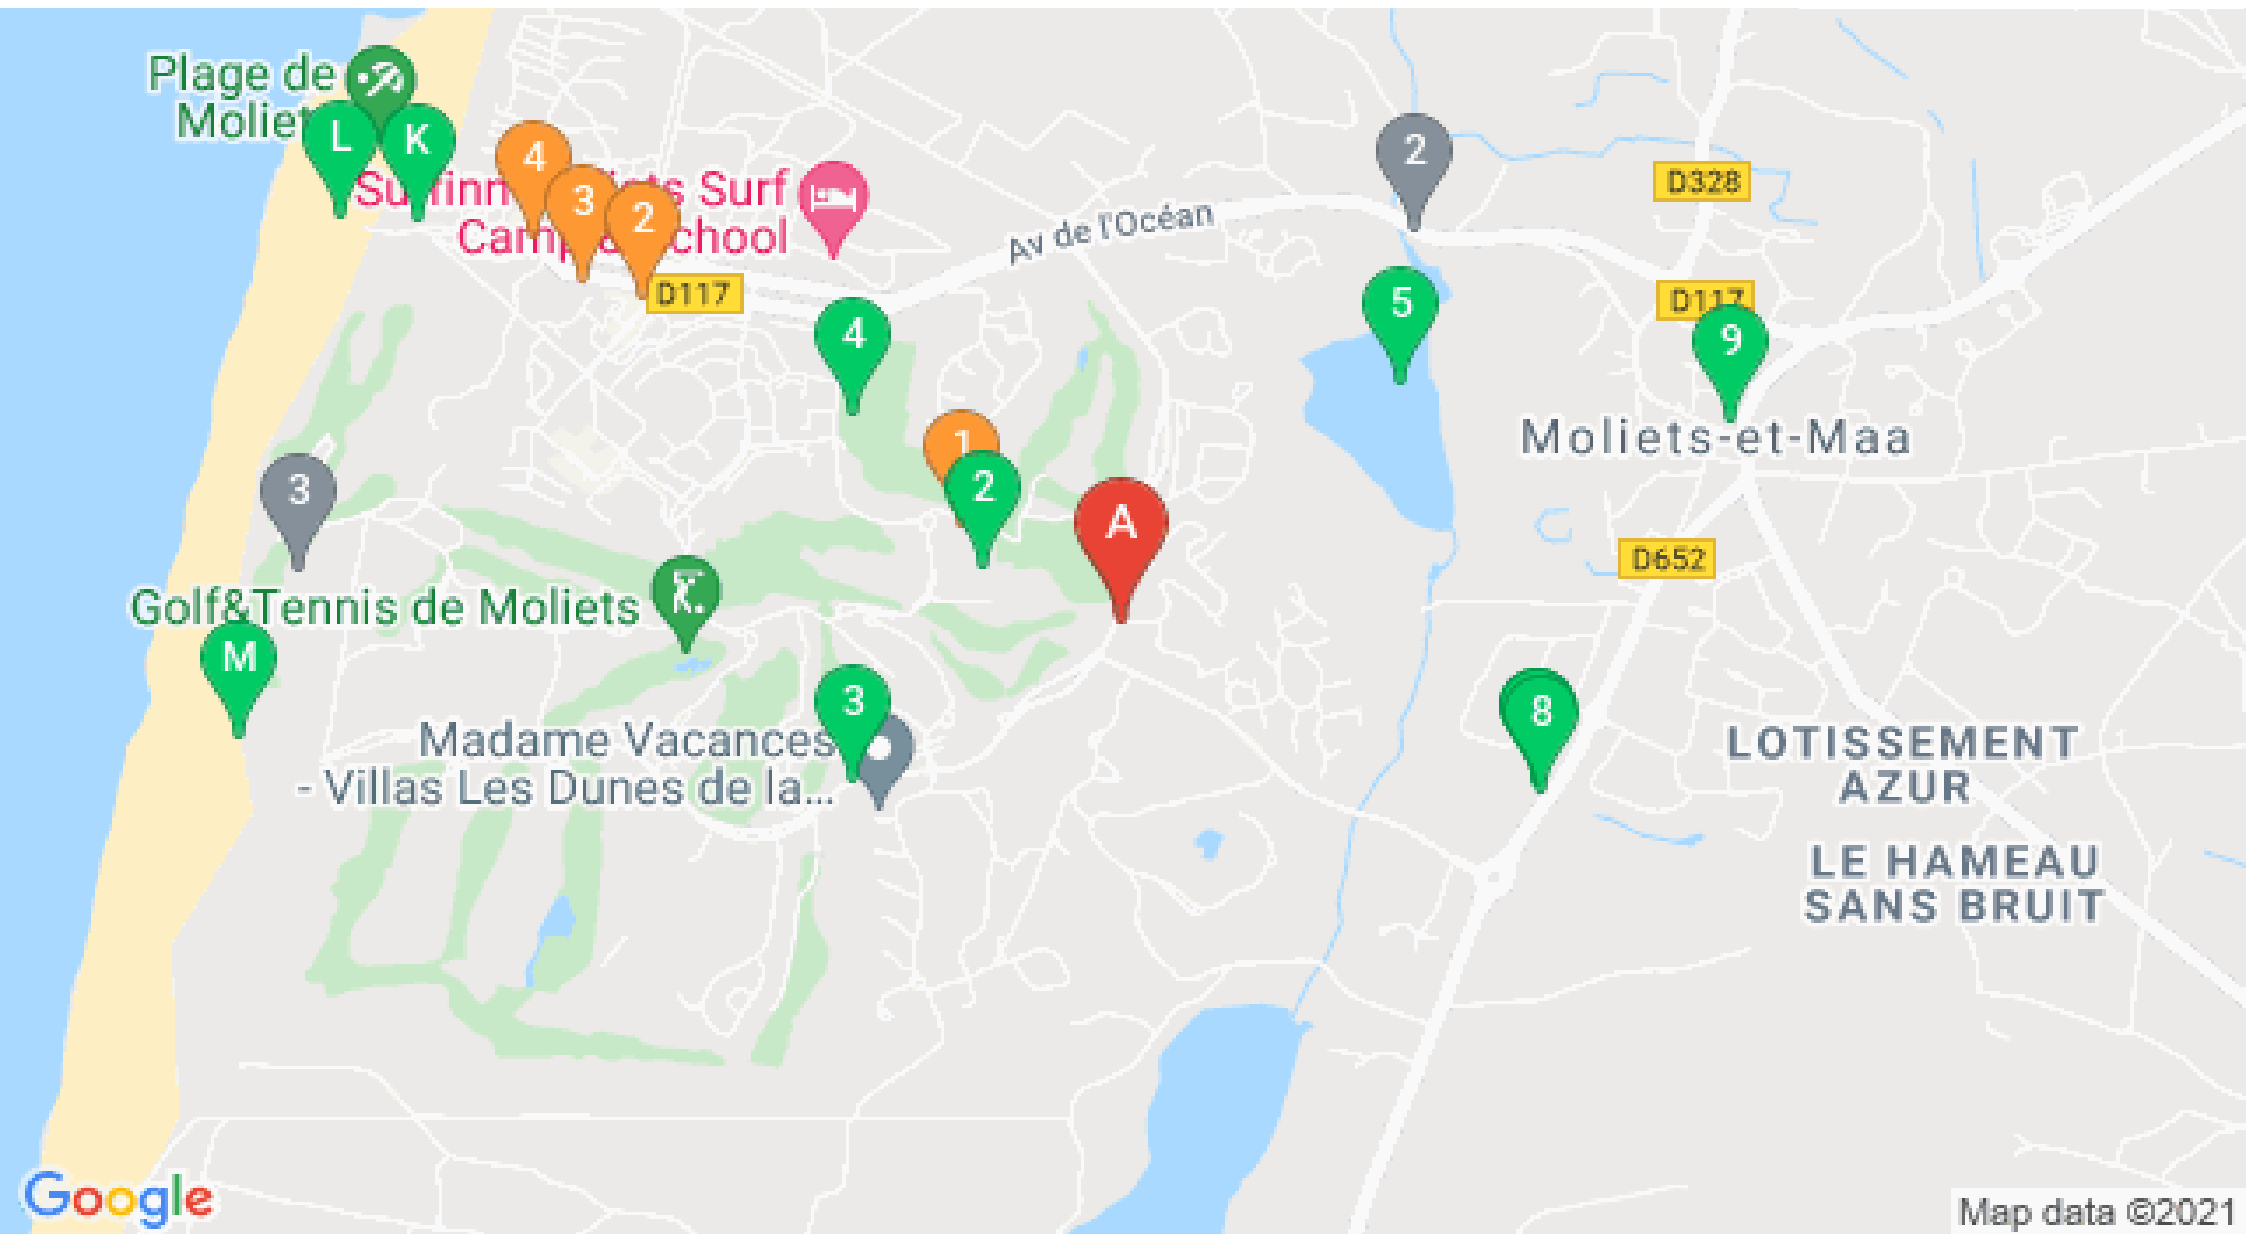 Plage de
L
K
4
3
2
Surf
chool
Av de l'Océan
2
D328
D117
D117
4
5
9
1
2
Moliets-et-Maa
3
A
D652
Golf&Tennis de Moliets
M
3
8
Madame Vacances
- Villas Les Dunes de la...
LOTISSEMENT
AZUR
LE HAMEAU
SANS BRUIT
Google
Map data ©2021